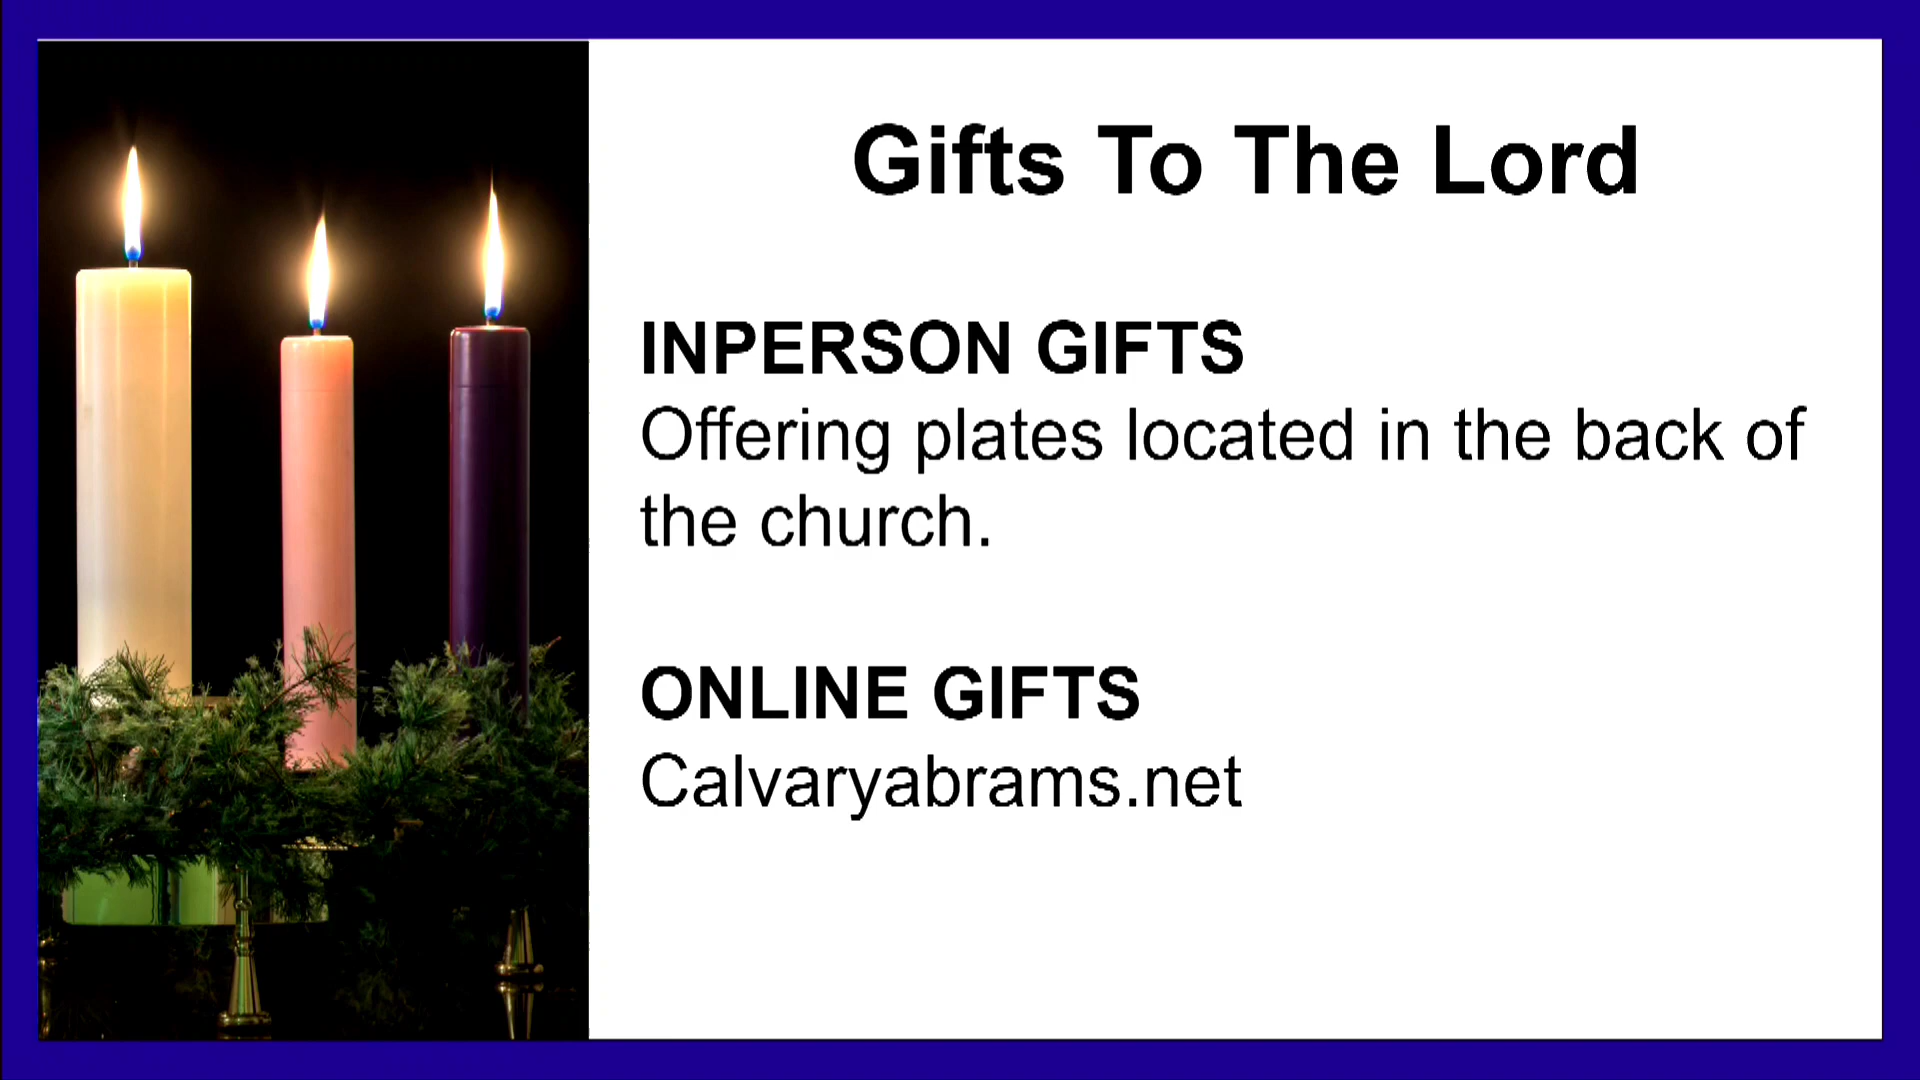 Gifts To The Lord
INPERSON GIFTS
Offering plates located in the back of
the church.
ONLINE GIFTS
Calvaryabrams.net